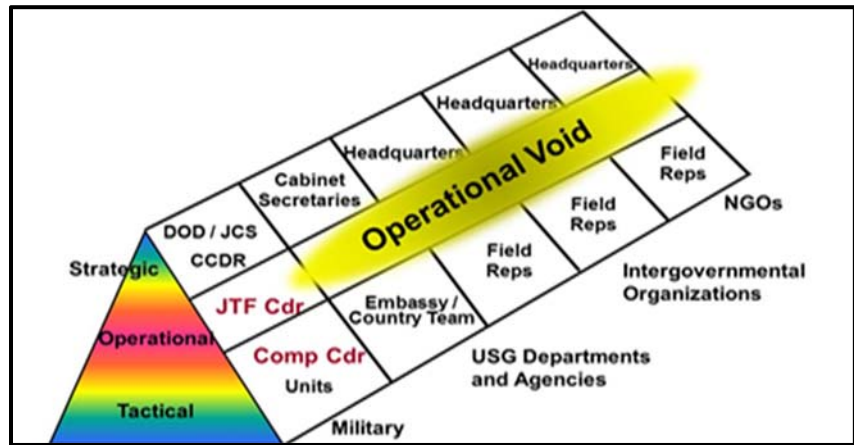 Headquarters
Headquarters
Headquarters
Cabinet
Secretaries
DOD / JCS
CCDR
Operational Void
Strategic
JTF Cdr
Operational
Comp Cdr
Units
Tactical
Embassy /
Country Team
Field
Reps
Field
Reps
Field
Reps
NGOs
Intergovernmental
Organizations
USG Departments
and Agencies
Military